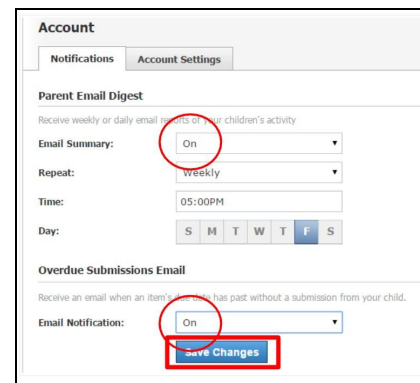 Account
Notifications Account Settings
Parent Email Digest
Receive weekly or daily email reports of your children's activity
Email Summary: On
Repeat: Weekly
Time: 05:00PM
Day: S M T W T F S
Overdue Submissions Email
Receive an email when an item's due date has past without a submission from your child.
Email Notification: On
Save Changes